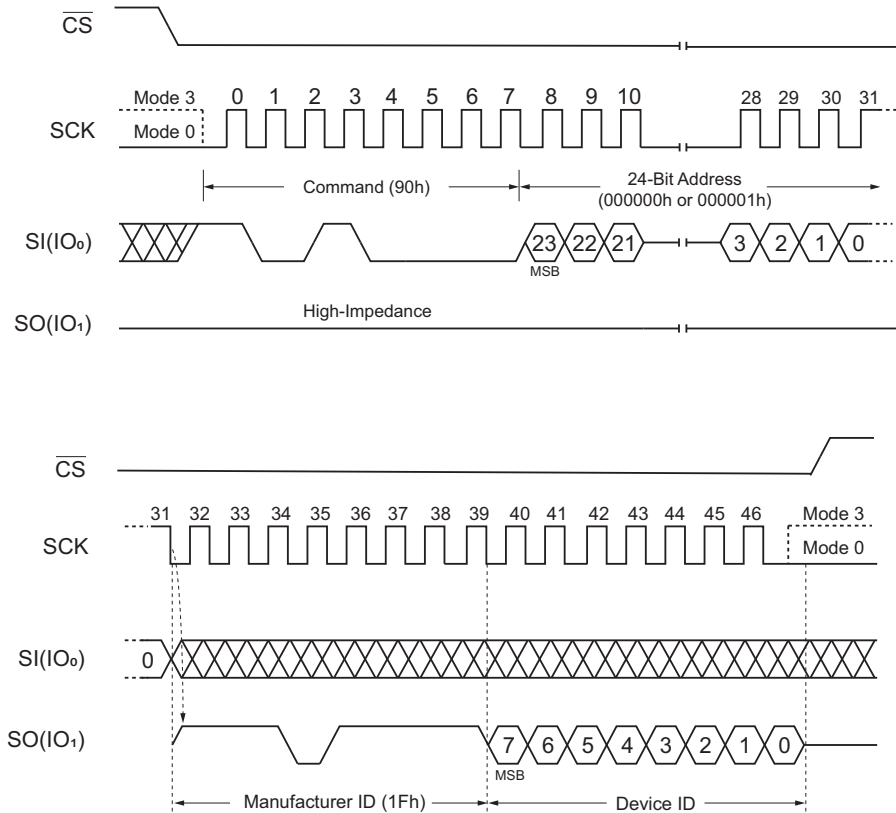 CS
Mode 3 0 1 2 3 4 5 6 7 8 9 10 28 29 30 31
SCK
Mode 0
Command (90h)
24-Bit Address
(000000h or 000001h)
SI(IO₀)
23 22 21 3 2 1 0
MSB
High-Impedance
SO(IO₁)
CS
31 32 33 34 35 36 37 38 39 40 41 42 43 44 45 46 Mode 3
SCK
Mode 0
SI(IO₀)
0
SO(IO₁)
7 6 5 4 3 2 1 0
MSB
Manufacturer ID (1Fh) Device ID